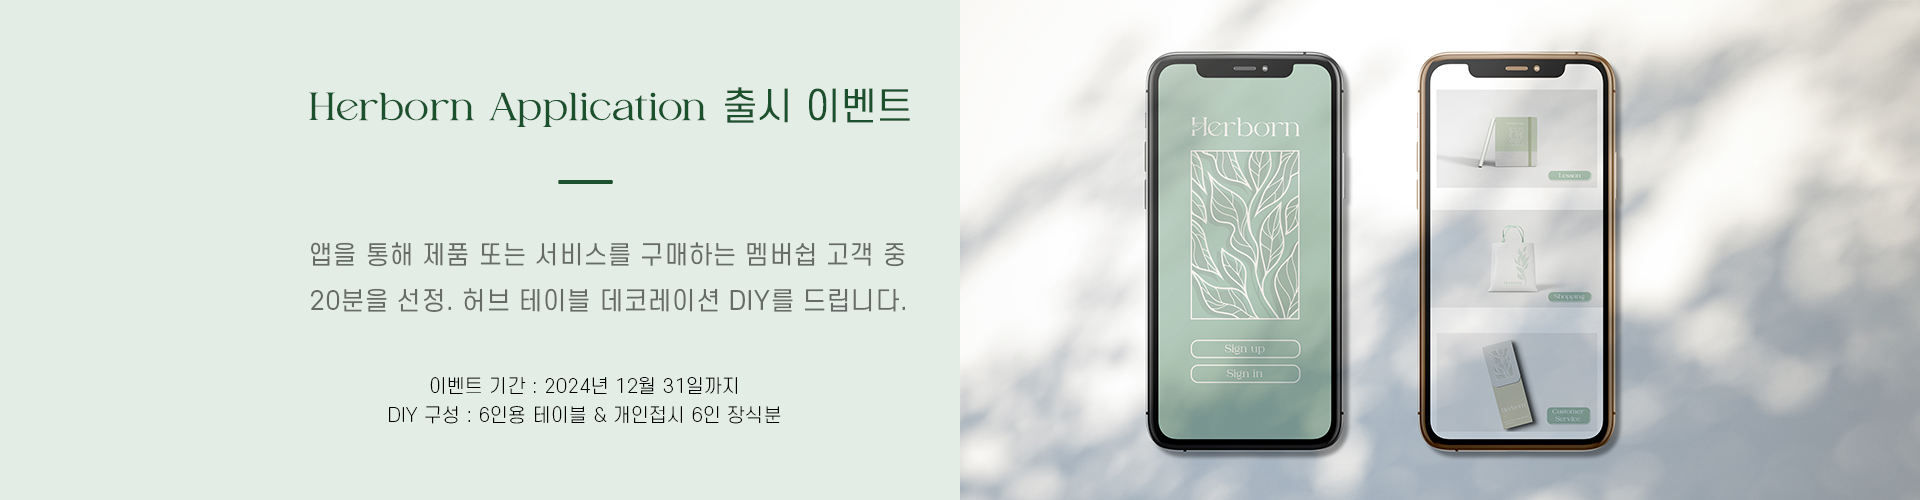 Herborn Application 출시 이벤트
앱을 통해 제품 또는 서비스를 구매하는 멤버쉽 고객 중
20분을 선정. 허브 테이블 데코레이션 DIY를 드립니다.
이벤트 기간 : 2024년 12월 31일까지
DIY 구성 : 6인용 테이블 & 개인접시 6인 장식분
Herborn
Sign up
Sign in
Lesson
Shopping
Herborn
Customer
Service